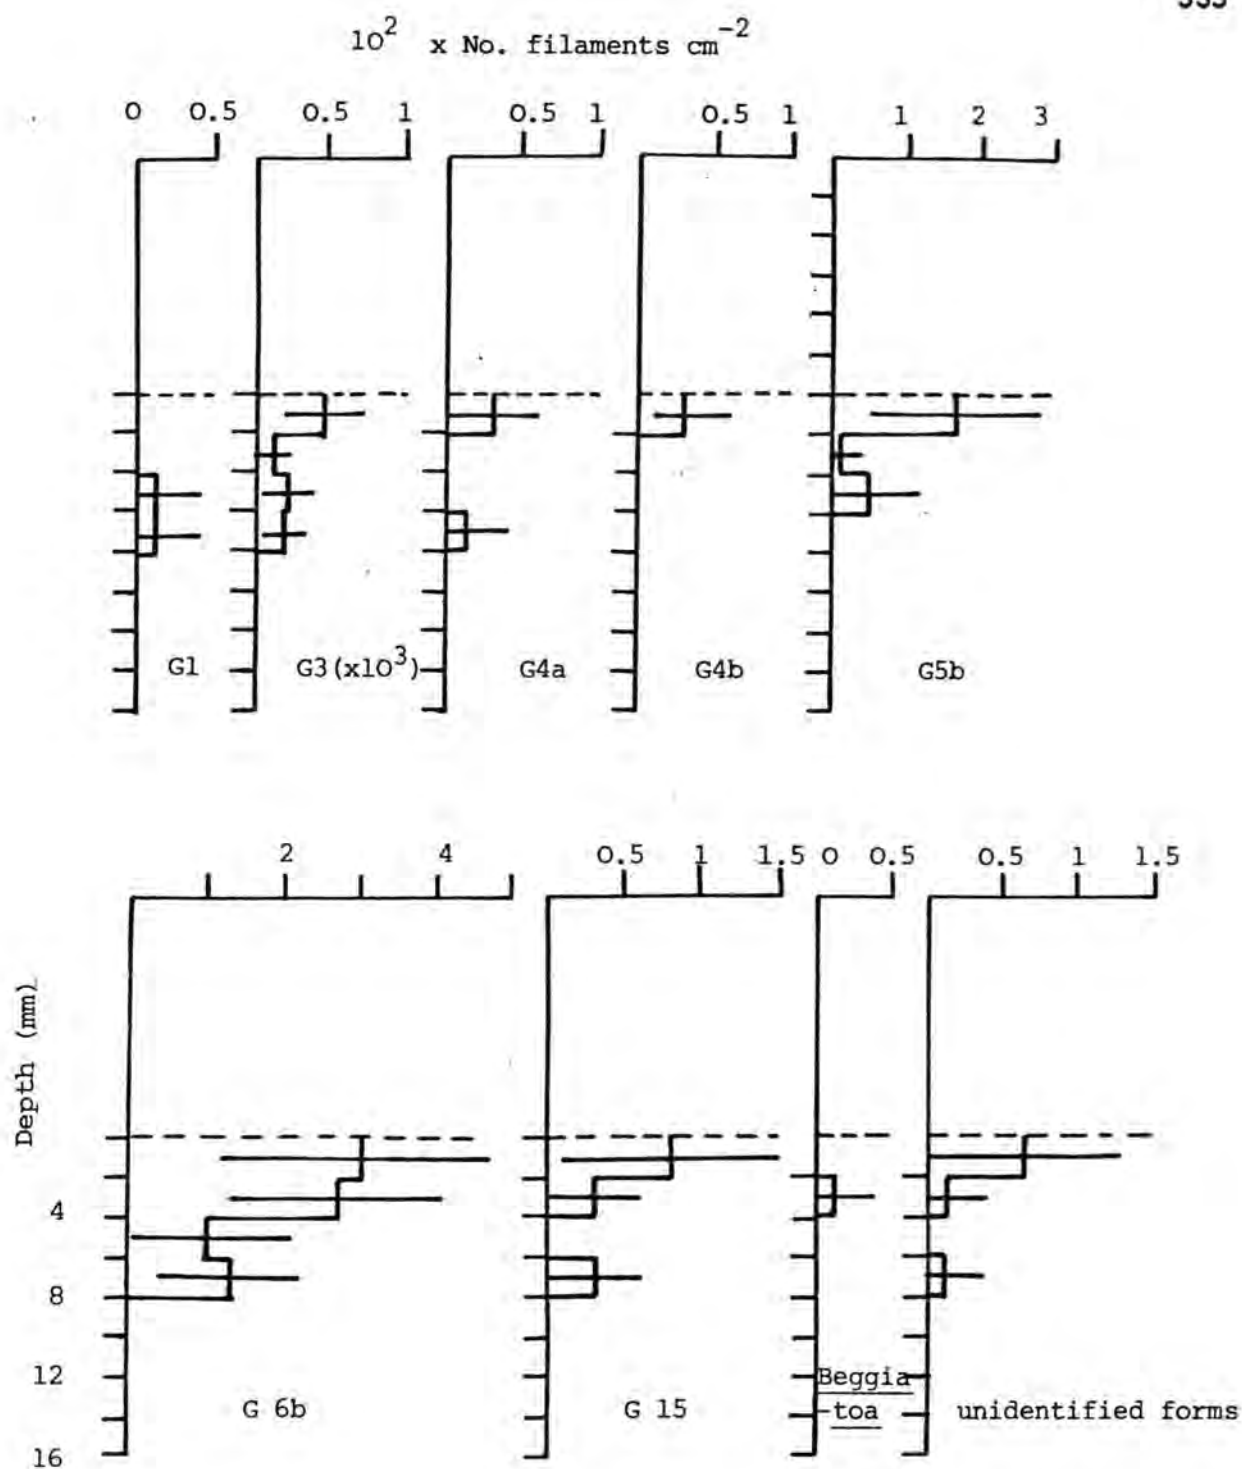 10² x No. filaments cm⁻²
0 0.5 0.5 1 0.5 1 0.5 1 1 2 3
G1 G3(x10³) G4a G4b G5b
2 4 0.5 1 1.5 0 0.5 0.5 1 1.5
Depth (mm)
4
8
12
16
G 6b G 15 Beggia
-toa unidentified forms